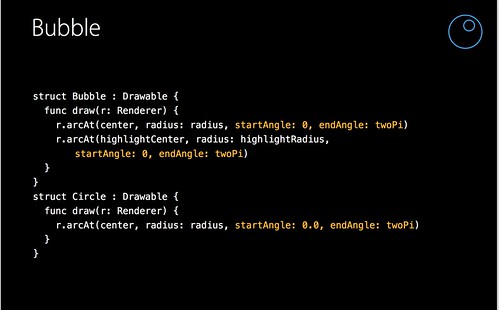 Bubble
struct Bubble : Drawable {
  func draw(r: Renderer) {
    r.arcAt(center, radius: radius, startAngle: 0, endAngle: twoPi)
    r.arcAt(highlightCenter, radius: highlightRadius,
       startAngle: 0, endAngle: twoPi)
  }
}
struct Circle : Drawable {
  func draw(r: Renderer) {
    r.arcAt(center, radius: radius, startAngle: 0.0, endAngle: twoPi)
  }
}